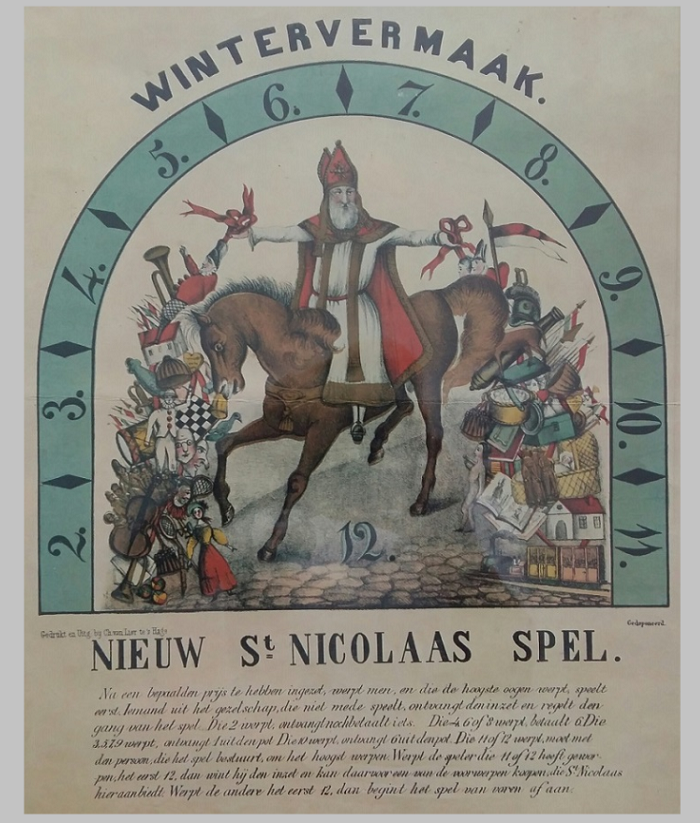 WINTERVERMAAK.
2. 3. 4. 5. 6. 7. 8. 9. 10. 11.
12.
Gedrukt en Uitg. bij Ch van Lier te s Hage
Gedeponeerd.
NIEUW St NICOLAAS SPEL.
Na een bepaalden prijs te hebben ingezet, werpt men, en die de hoogste oogen werpt, speelt
eerst. Iemand uit het gezelschap, die niet mede speelt, ontvangt den inzet en regelt den
gang van het spel. Die 2 werpt, ontvangt noch betaalt iets. Die 4, 6 of 8 werpt, betaalt 6. Die
3.5.7.9 werpt, ontvangt 1 uit den pot Die 10 werpt, ontvangt 6 uit den pot. Die 11 of 12 werpt, moet met
den persoon, die het spel bestuurt, om het hoogst werpen. Werpt de speler die 11 of 12 heeft gewor-
pen, het eerst 12, dan wint hij den inzet en kan daarvoor een van de voorwerpen koopen, die St Nicolaas
hier aanbiedt. Werpt de andere het eerst 12, dan begint het spel van voren af aan.